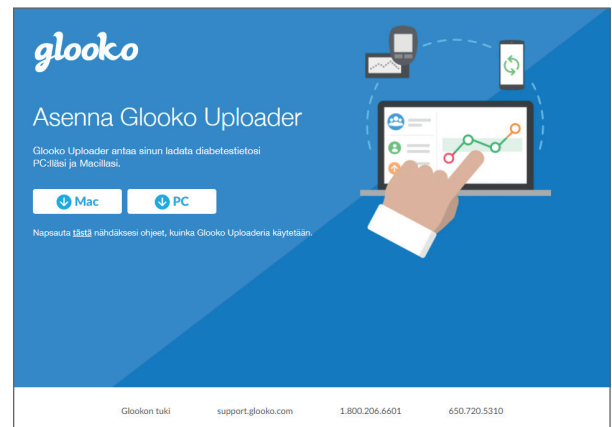 glooko
Asenna Glooko Uploader
Glooko Uploader antaa sinun ladata diabetestietosi
PC:lläsi ja Macillasi.
Mac
PC
Napsauta tästä nähdäksesi ohjeet, kuinka Glooko Uploaderia käytetään.
Glookon tuki support.glooko.com 1.800.206.6601 650.720.5310